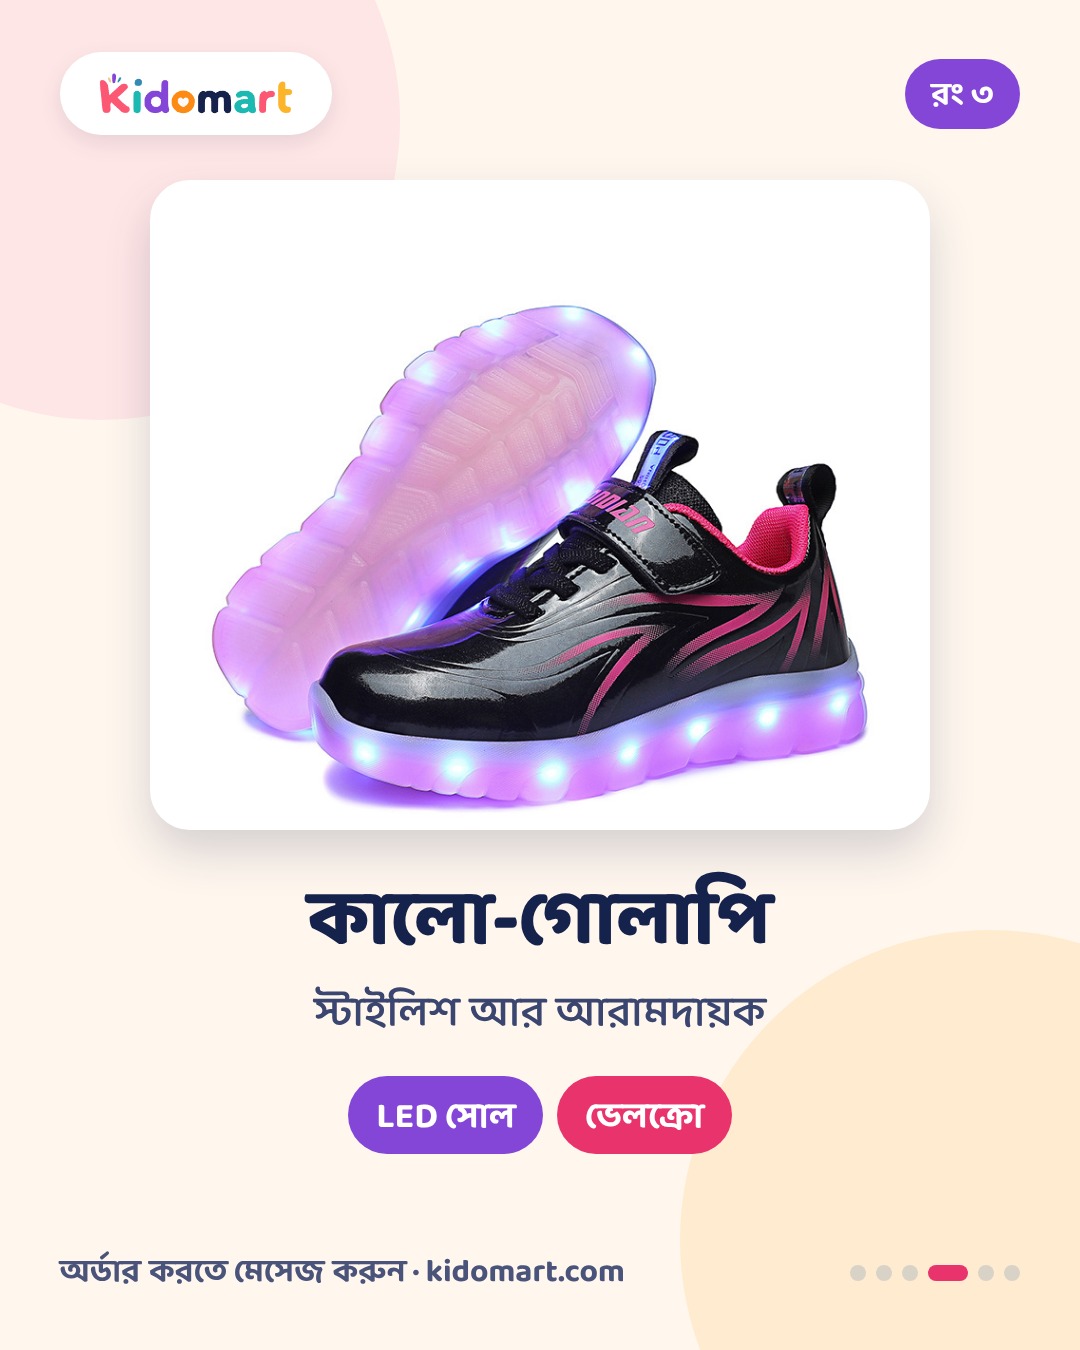 Kidomart
রং ৩
কালো-গোলাপি
স্টাইলিশ আর আরামদায়ক
LED সোল
ভেলক্রো
অর্ডার করতে মেসেজ করুন · kidomart.com